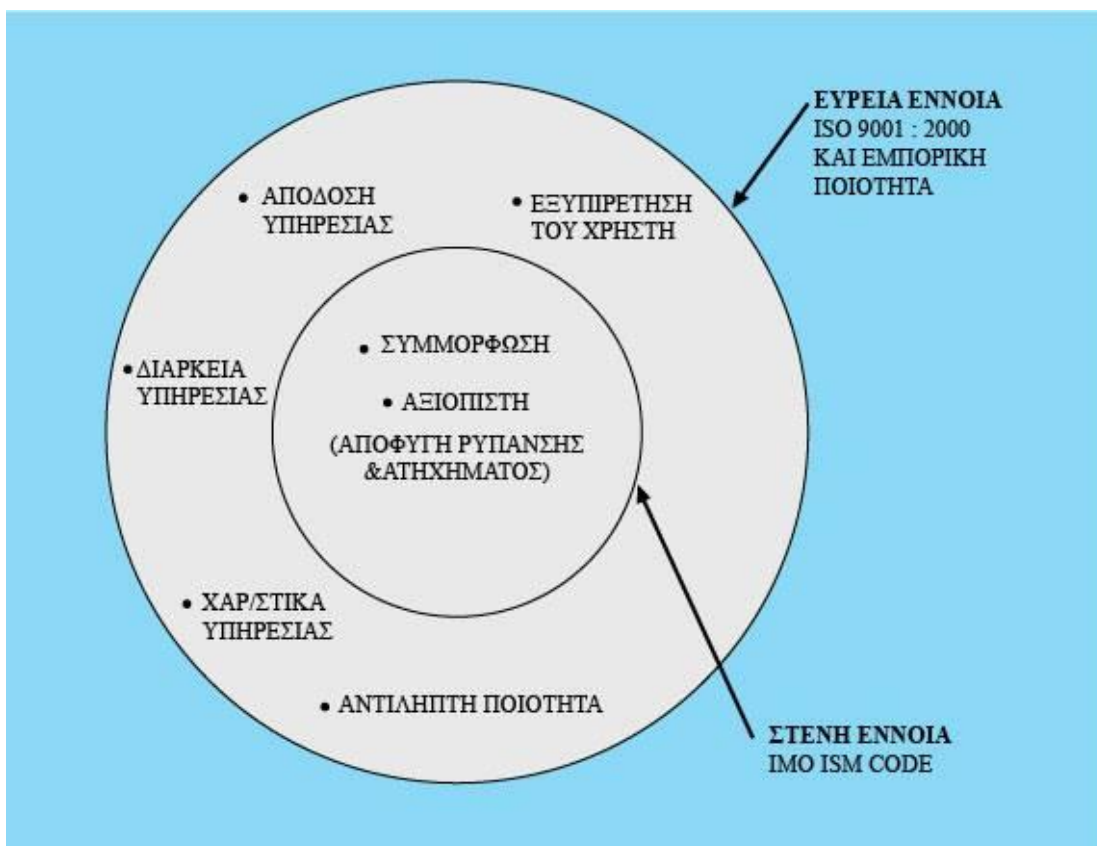 ΕΥΡΕΙΑ ΕΝΝΟΙΑ
ISO 9001 : 2000
ΚΑΙ ΕΜΠΟΡΙΚΗ
ΠΟΙΟΤΗΤΑ
• ΑΠΟΔΟΣΗ
ΥΠΗΡΕΣΙΑΣ
• ΕΞΥΠΙΡΕΤΗΣΗ
ΤΟΥ ΧΡΗΣΤΗ
• ΣΥΜΜΟΡΦΩΣΗ
• ΔΙΑΡΚΕΙΑ
ΥΠΗΡΕΣΙΑΣ
• ΑΞΙΟΠΙΣΤΗ
(ΑΠΟΦΥΓΗ ΡΥΠΑΝΣΗΣ
&ΑΤΗΧΗΜΑΤΟΣ)
• ΧΑΡ/ΣΤΙΚΑ
ΥΠΗΡΕΣΙΑΣ
• ΑΝΤΙΛΗΠΤΗ ΠΟΙΟΤΗΤΑ
ΣΤΕΝΗ ΕΝΝΟΙΑ
IMO ISM CODE